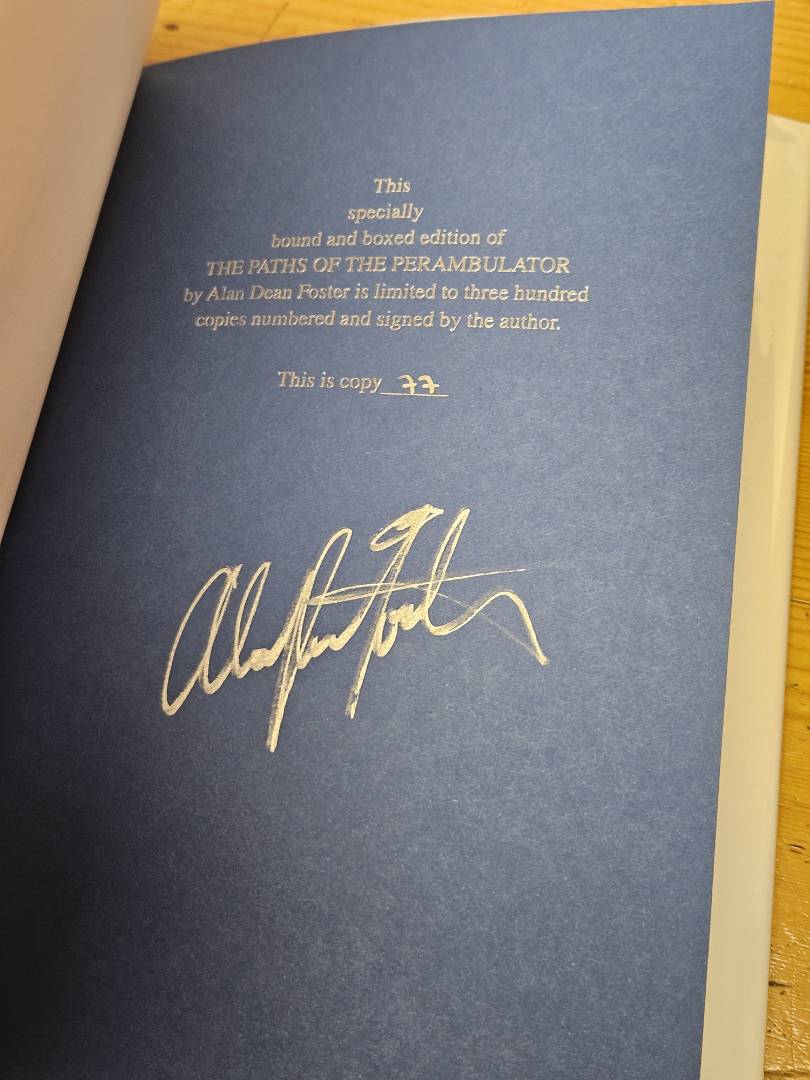 This
specially
bound and boxed edition of
THE PATHS OF THE PERAMBULATOR
by Alan Dean Foster is limited to three hundred
copies numbered and signed by the author.
This is copy 77
Alan Dean Foster